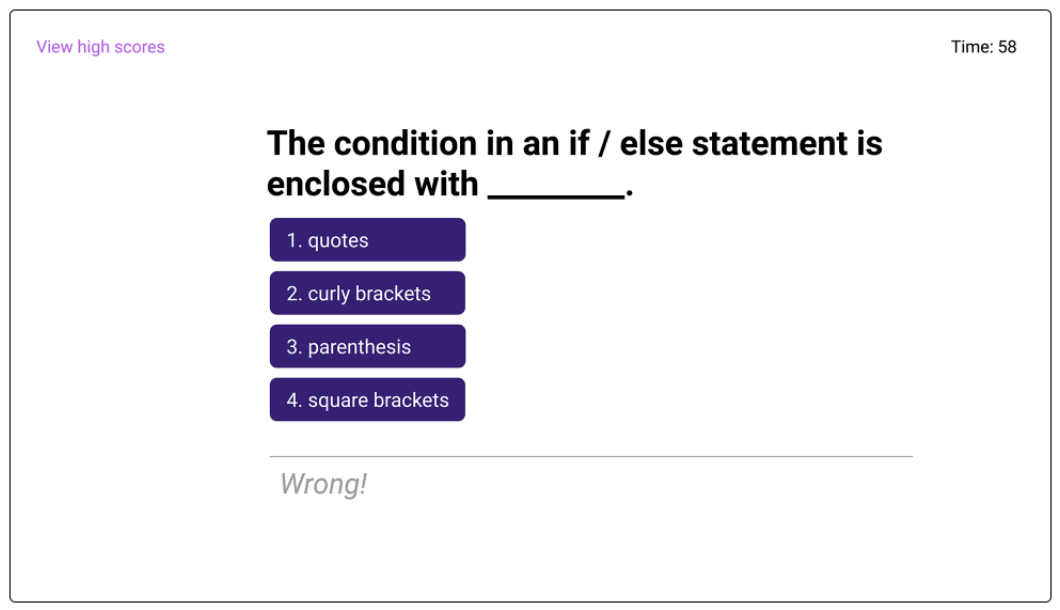 View high scores
Time: 58
The condition in an if / else statement is
enclosed with ________.
1. quotes
2. curly brackets
3. parenthesis
4. square brackets
Wrong!